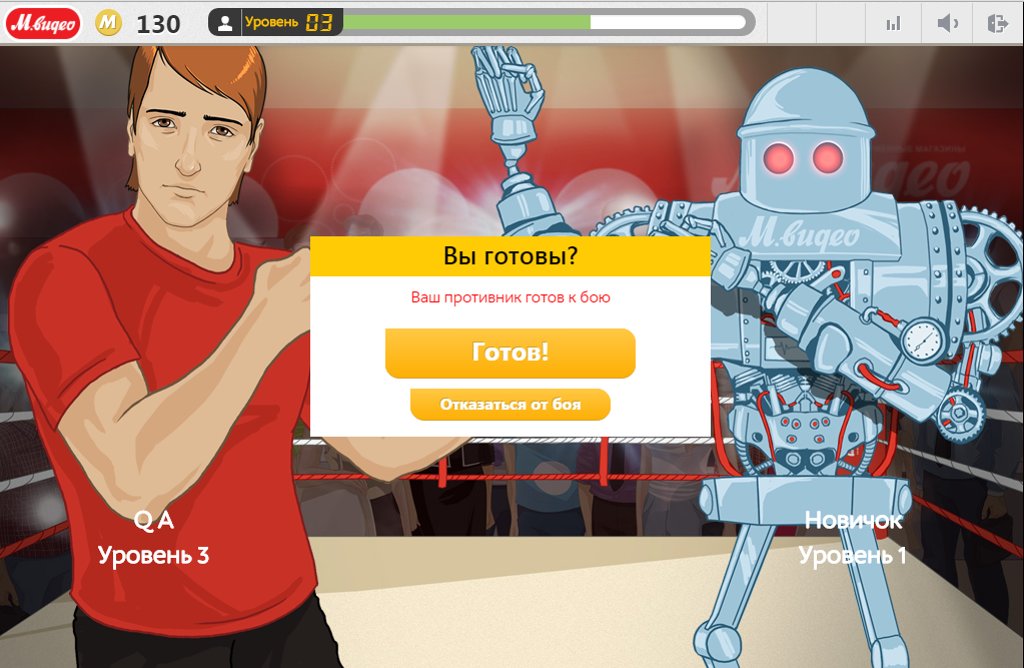 М.видео
М
130
Уровень 03
М.видео
М.видео
Вы готовы?
Ваш противник готов к бою
Готов!
Отказаться от боя
Q A
Уровень 3
Новичок
Уровень 1